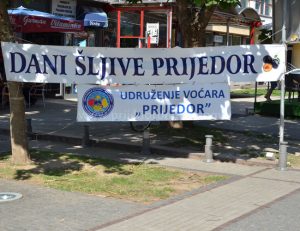 DANI ŠLJIVE PRIJEDOR
UDRUŽENJE VOĆARA
„PRIJEDOR”